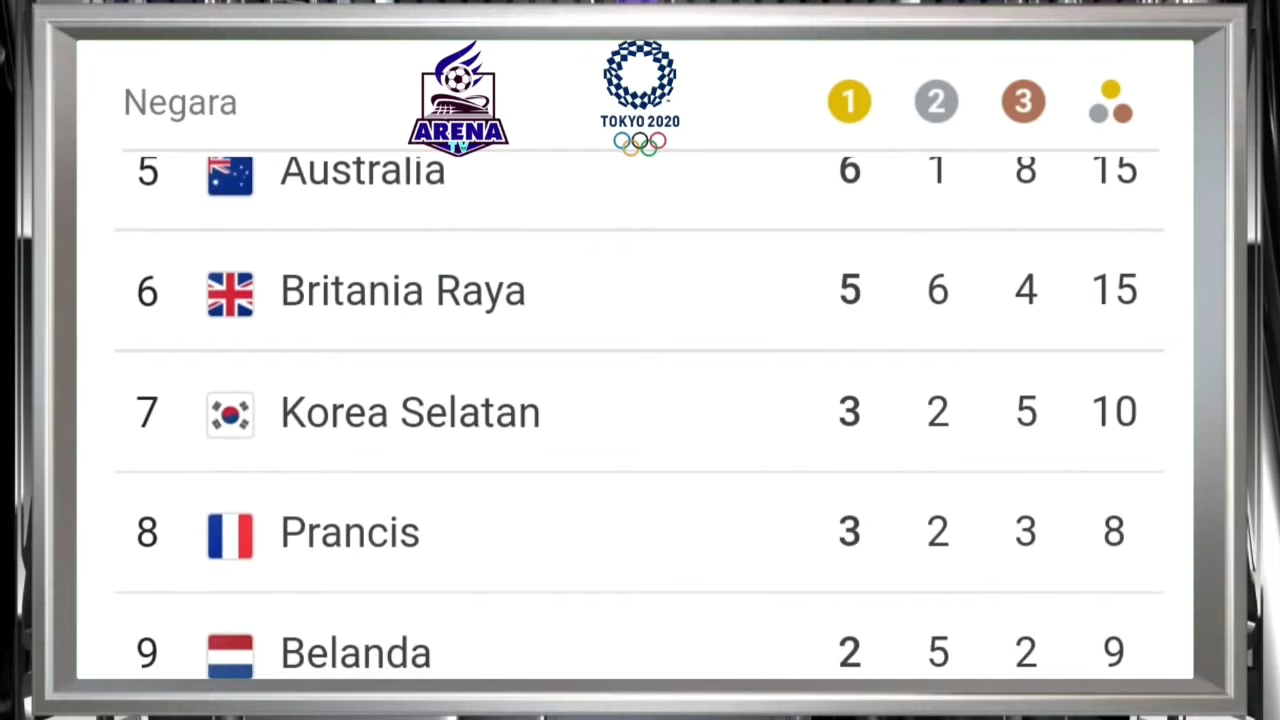 Negara 1 2 3
ARENA
TV
TOKYO 2020
5 Australia 6 1 8 15
6 Britania Raya 5 6 4 15
7 Korea Selatan 3 2 5 10
8 Prancis 3 2 3 8
9 Belanda 2 5 2 9